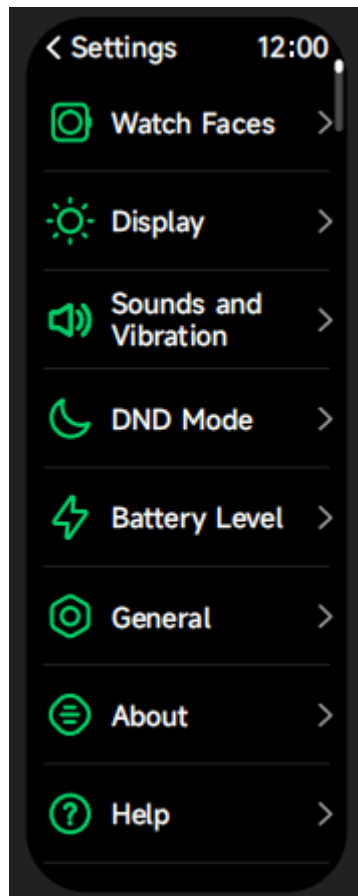 Settings 12:00
Watch Faces
Display
Sounds and
Vibration
DND Mode
Battery Level
General
About
Help